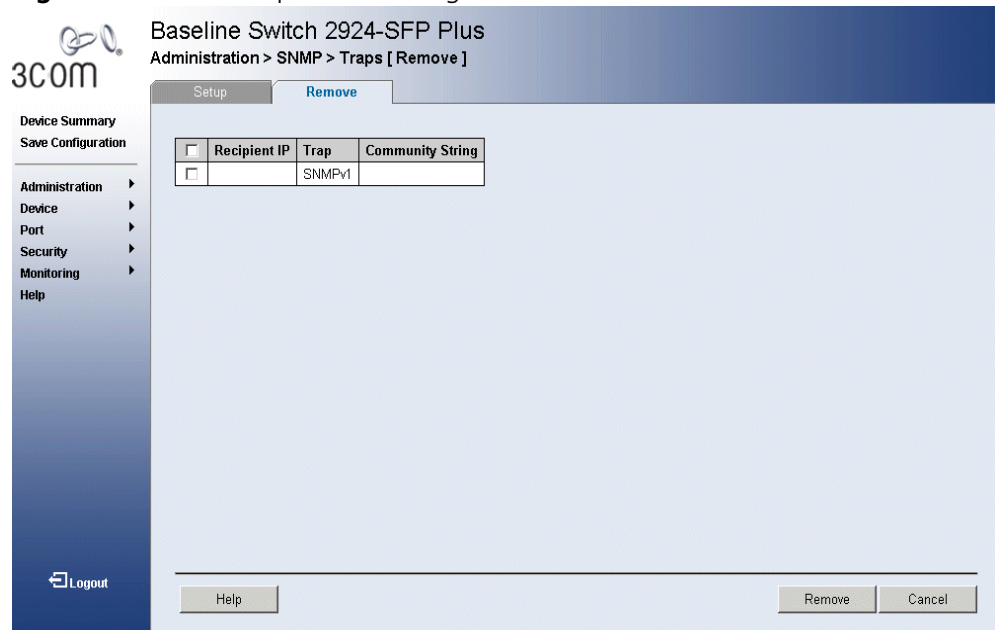 Baseline Switch 2924-SFP Plus
Administration > SNMP > Traps [ Remove ]
3com
Setup Remove
Device Summary
Save Configuration
Administration
Device
Port
Security
Monitoring
Help
Recipient IP Trap Community String
SNMPv1
Logout
Help Remove Cancel